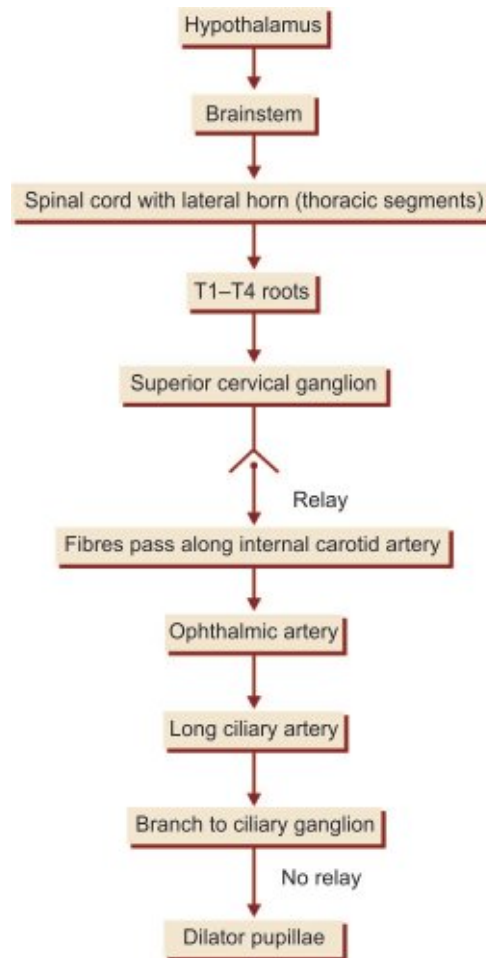 Hypothalamus
Brainstem
Spinal cord with lateral horn (thoracic segments)
T1–T4 roots
Superior cervical ganglion
Relay
Fibres pass along internal carotid artery
Ophthalmic artery
Long ciliary artery
Branch to ciliary ganglion
No relay
Dilator pupillae